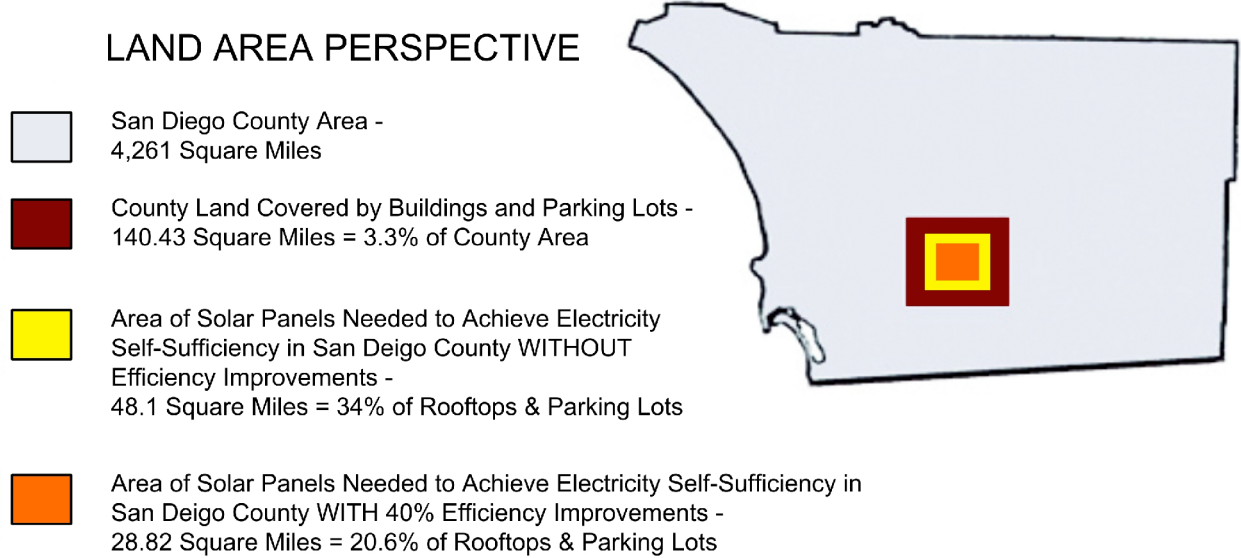 LAND AREA PERSPECTIVE
San Diego County Area -
4,261 Square Miles
County Land Covered by Buildings and Parking Lots -
140.43 Square Miles = 3.3% of County Area
Area of Solar Panels Needed to Achieve Electricity
Self-Sufficiency in San Deigo County WITHOUT
Efficiency Improvements -
48.1 Square Miles = 34% of Rooftops & Parking Lots
Area of Solar Panels Needed to Achieve Electricity Self-Sufficiency in
San Deigo County WITH 40% Efficiency Improvements -
28.82 Square Miles = 20.6% of Rooftops & Parking Lots